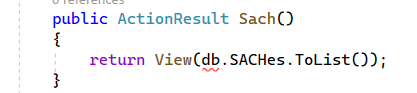 0 references
public ActionResult Sach()
{
    return View(db.SACHes.ToList());
}